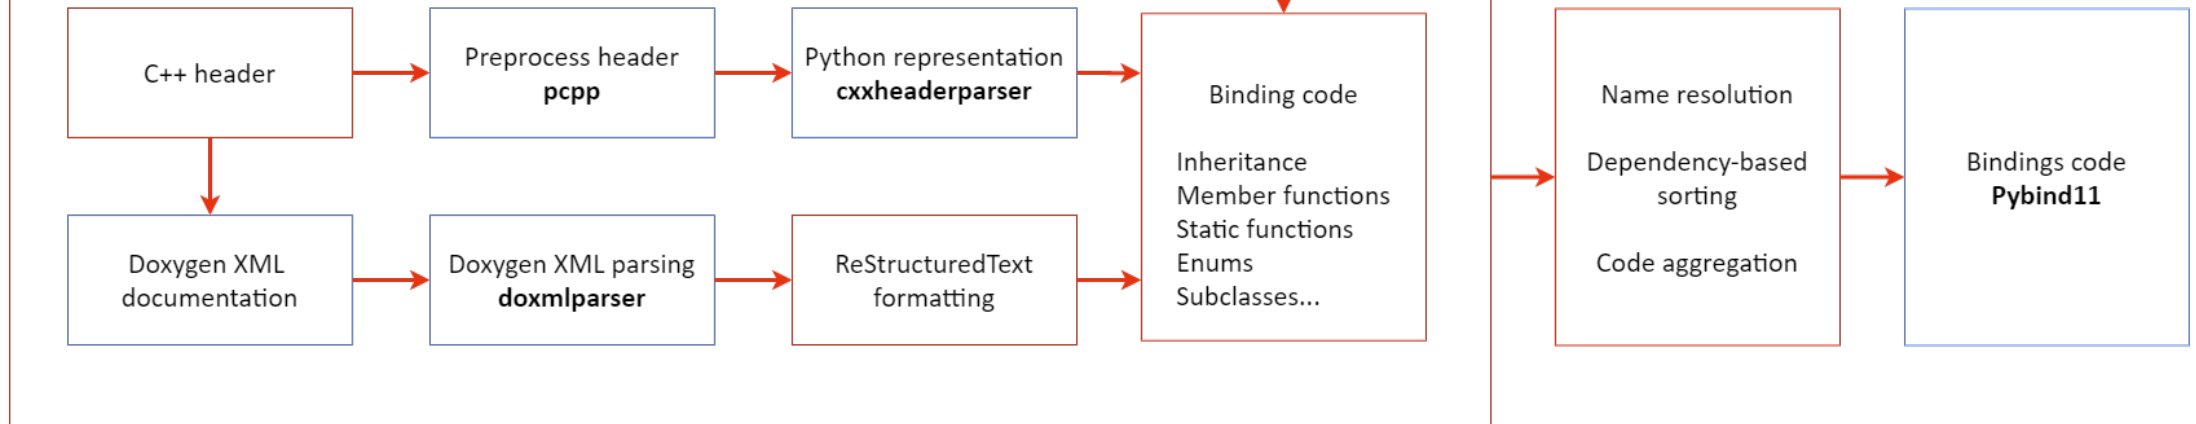 C++ header
Preprocess header
pcpp
Python representation
cxxheaderparser
Doxygen XML
documentation
Doxygen XML parsing
doxmlparser
ReStructuredText
formatting
Binding code
Inheritance
Member functions
Static functions
Enums
Subclasses...
Name resolution
Dependency-based
sorting
Code aggregation
Bindings code
Pybind11